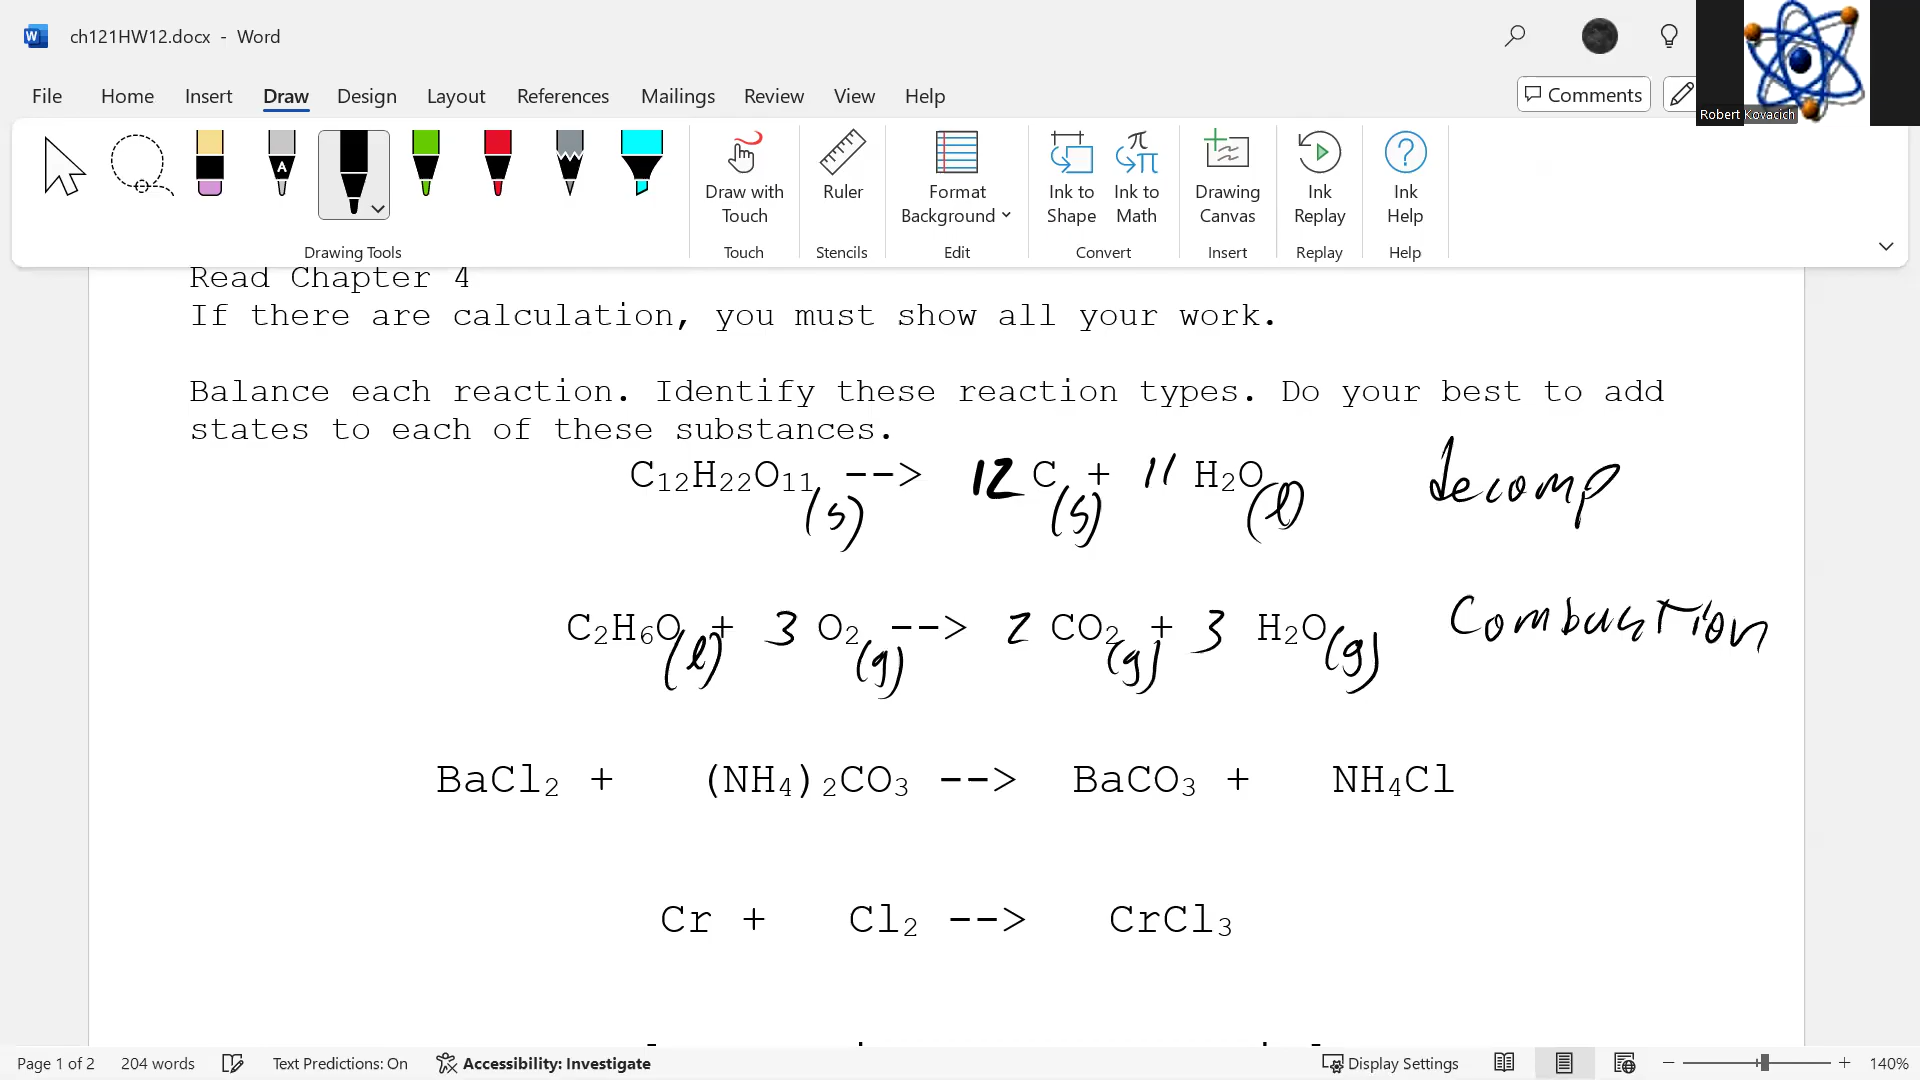 ch121HW12.docx - Word
Robert Kovacich
File Home Insert Draw Design Layout References Mailings Review View Help Comments
Draw with Touch
Ruler
Format Background
Ink to Shape
Ink to Math
Drawing Canvas
Ink Replay
Ink Help
Drawing Tools Touch Stencils Edit Convert Insert Replay Help
Read Chapter 4
If there are calculation, you must show all your work.
Balance each reaction. Identify these reaction types. Do your best to add
states to each of these substances.
C₁₂H₂₂O₁₁(s) --> 12 C(s) + 11 H₂O(l) decomp
C₂H₆O(l) + 3 O₂(g) --> 2 CO₂(g) + 3 H₂O(g) Combustion
BaCl₂ + (NH₄)₂CO₃ --> BaCO₃ + NH₄Cl
Cr + Cl₂ --> CrCl₃
Page 1 of 2 204 words Text Predictions: On Accessibility: Investigate Display Settings 140%